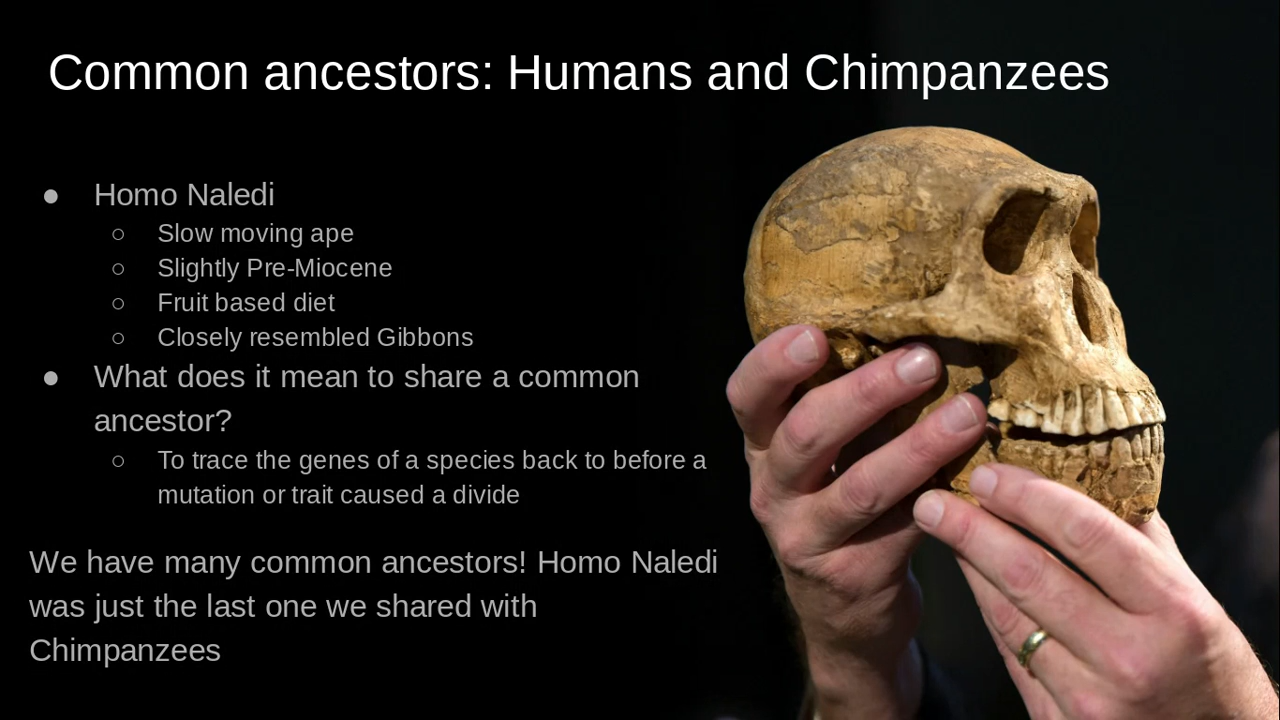 Common ancestors: Humans and Chimpanzees
● Homo Naledi
○ Slow moving ape
○ Slightly Pre-Miocene
○ Fruit based diet
○ Closely resembled Gibbons
● What does it mean to share a common
ancestor?
○ To trace the genes of a species back to before a
mutation or trait caused a divide
We have many common ancestors! Homo Naledi
was just the last one we shared with
Chimpanzees